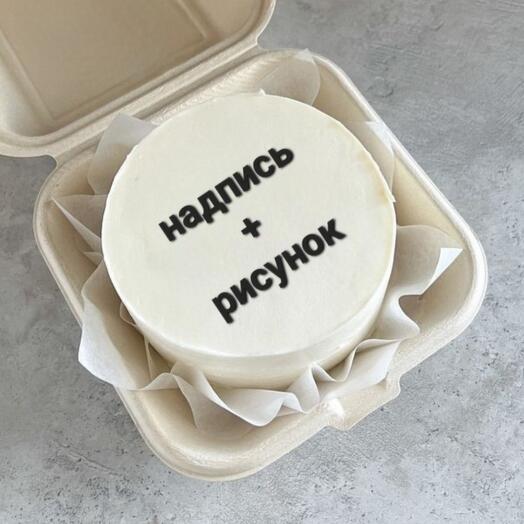 надпись
+
рисунок